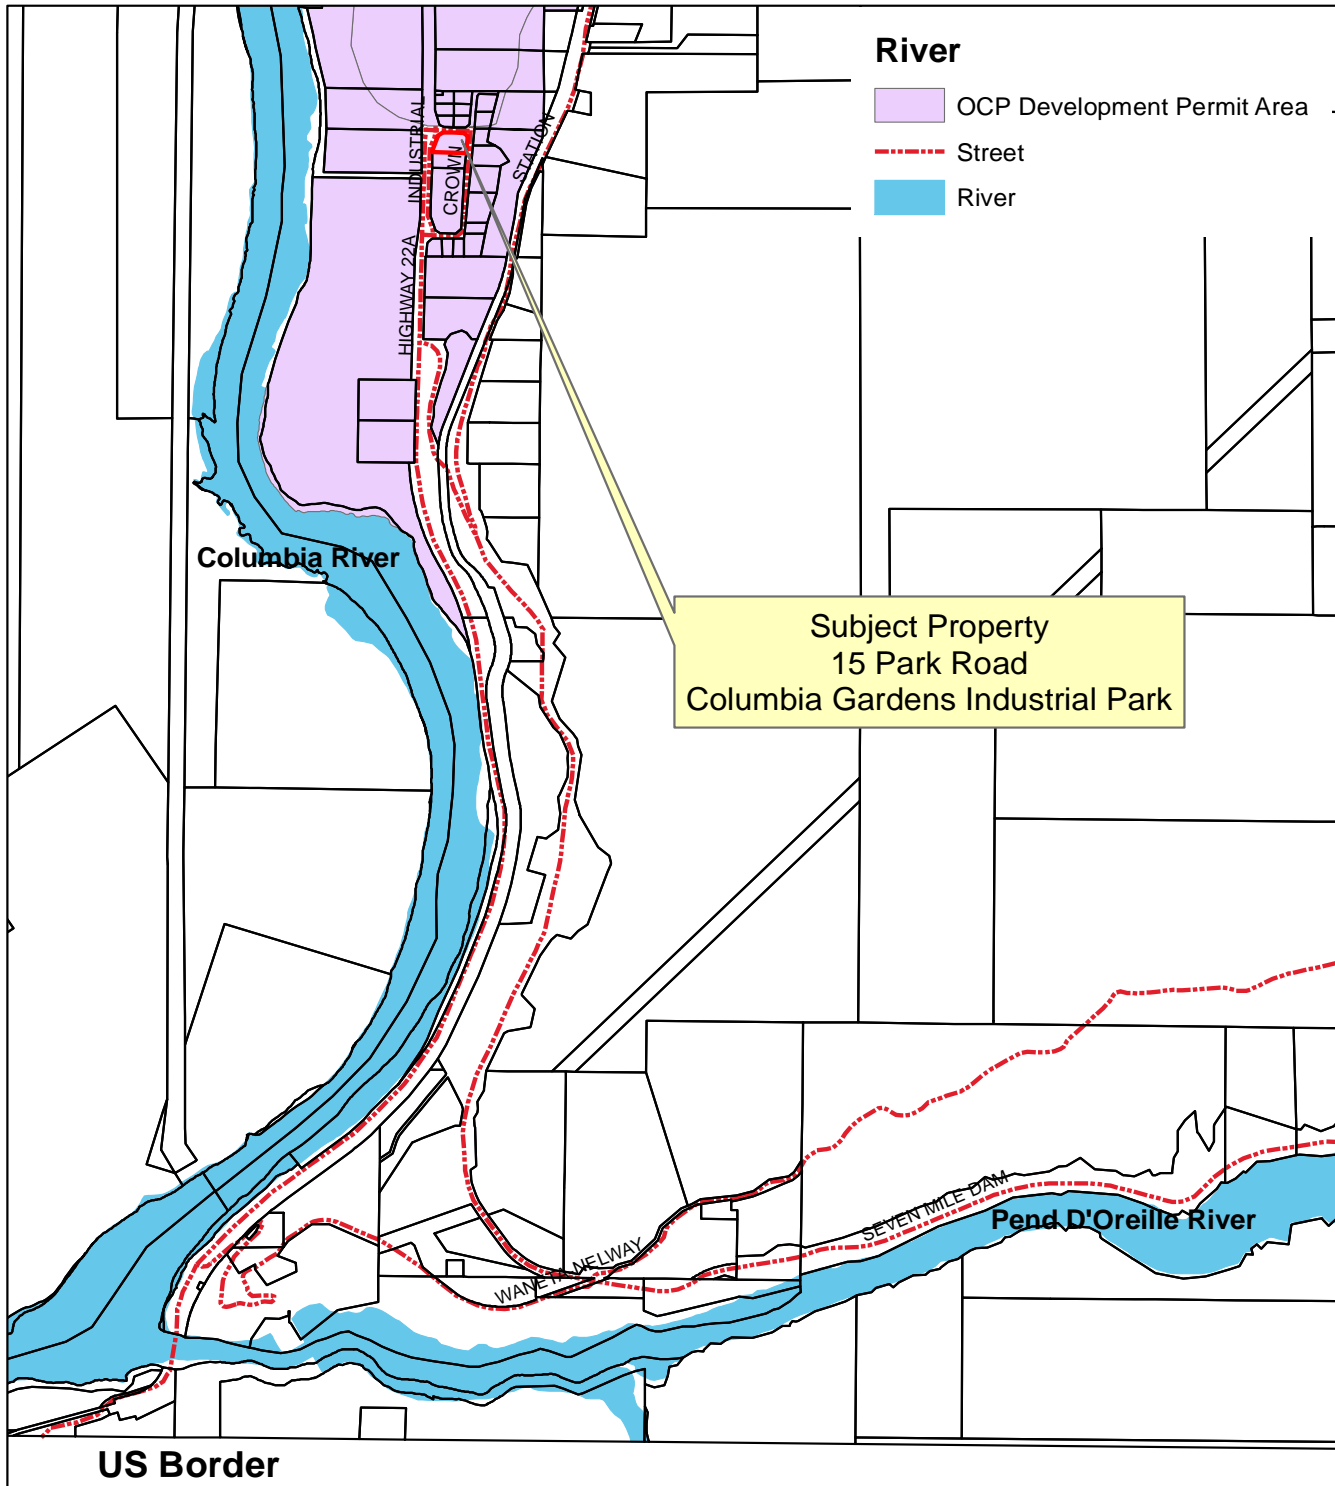 River
OCP Development Permit Area
Street
River
INDUSTRIAL
CROWN
STATION
HIGHWAY 22A
Columbia River
Subject Property
15 Park Road
Columbia Gardens Industrial Park
SEVEN MILE DAM
Pend D'Oreille River
WANETA-NELWAY
US Border